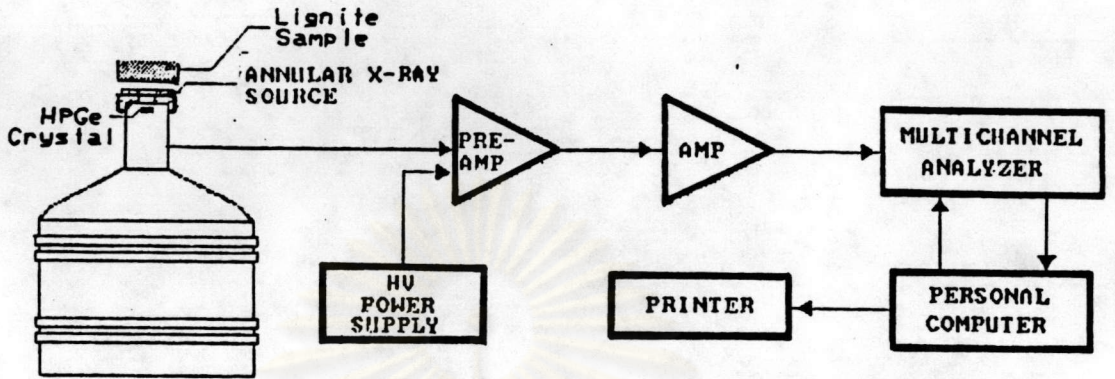 Lignite
Sample
ANNULAR X-RAY
SOURCE
HPGe
Crystal
PRE-
AMP
AMP
MULTICHANNEL
ANALYZER
HV
POWER
SUPPLY
PRINTER
PERSONAL
COMPUTER